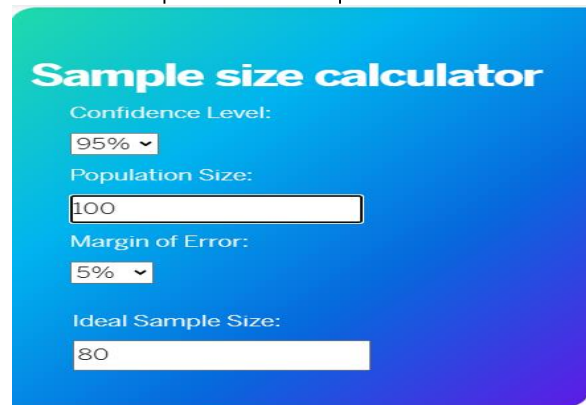 Sample size calculator
Confidence Level:
95%
Population Size:
100
Margin of Error:
5%
Ideal Sample Size:
80